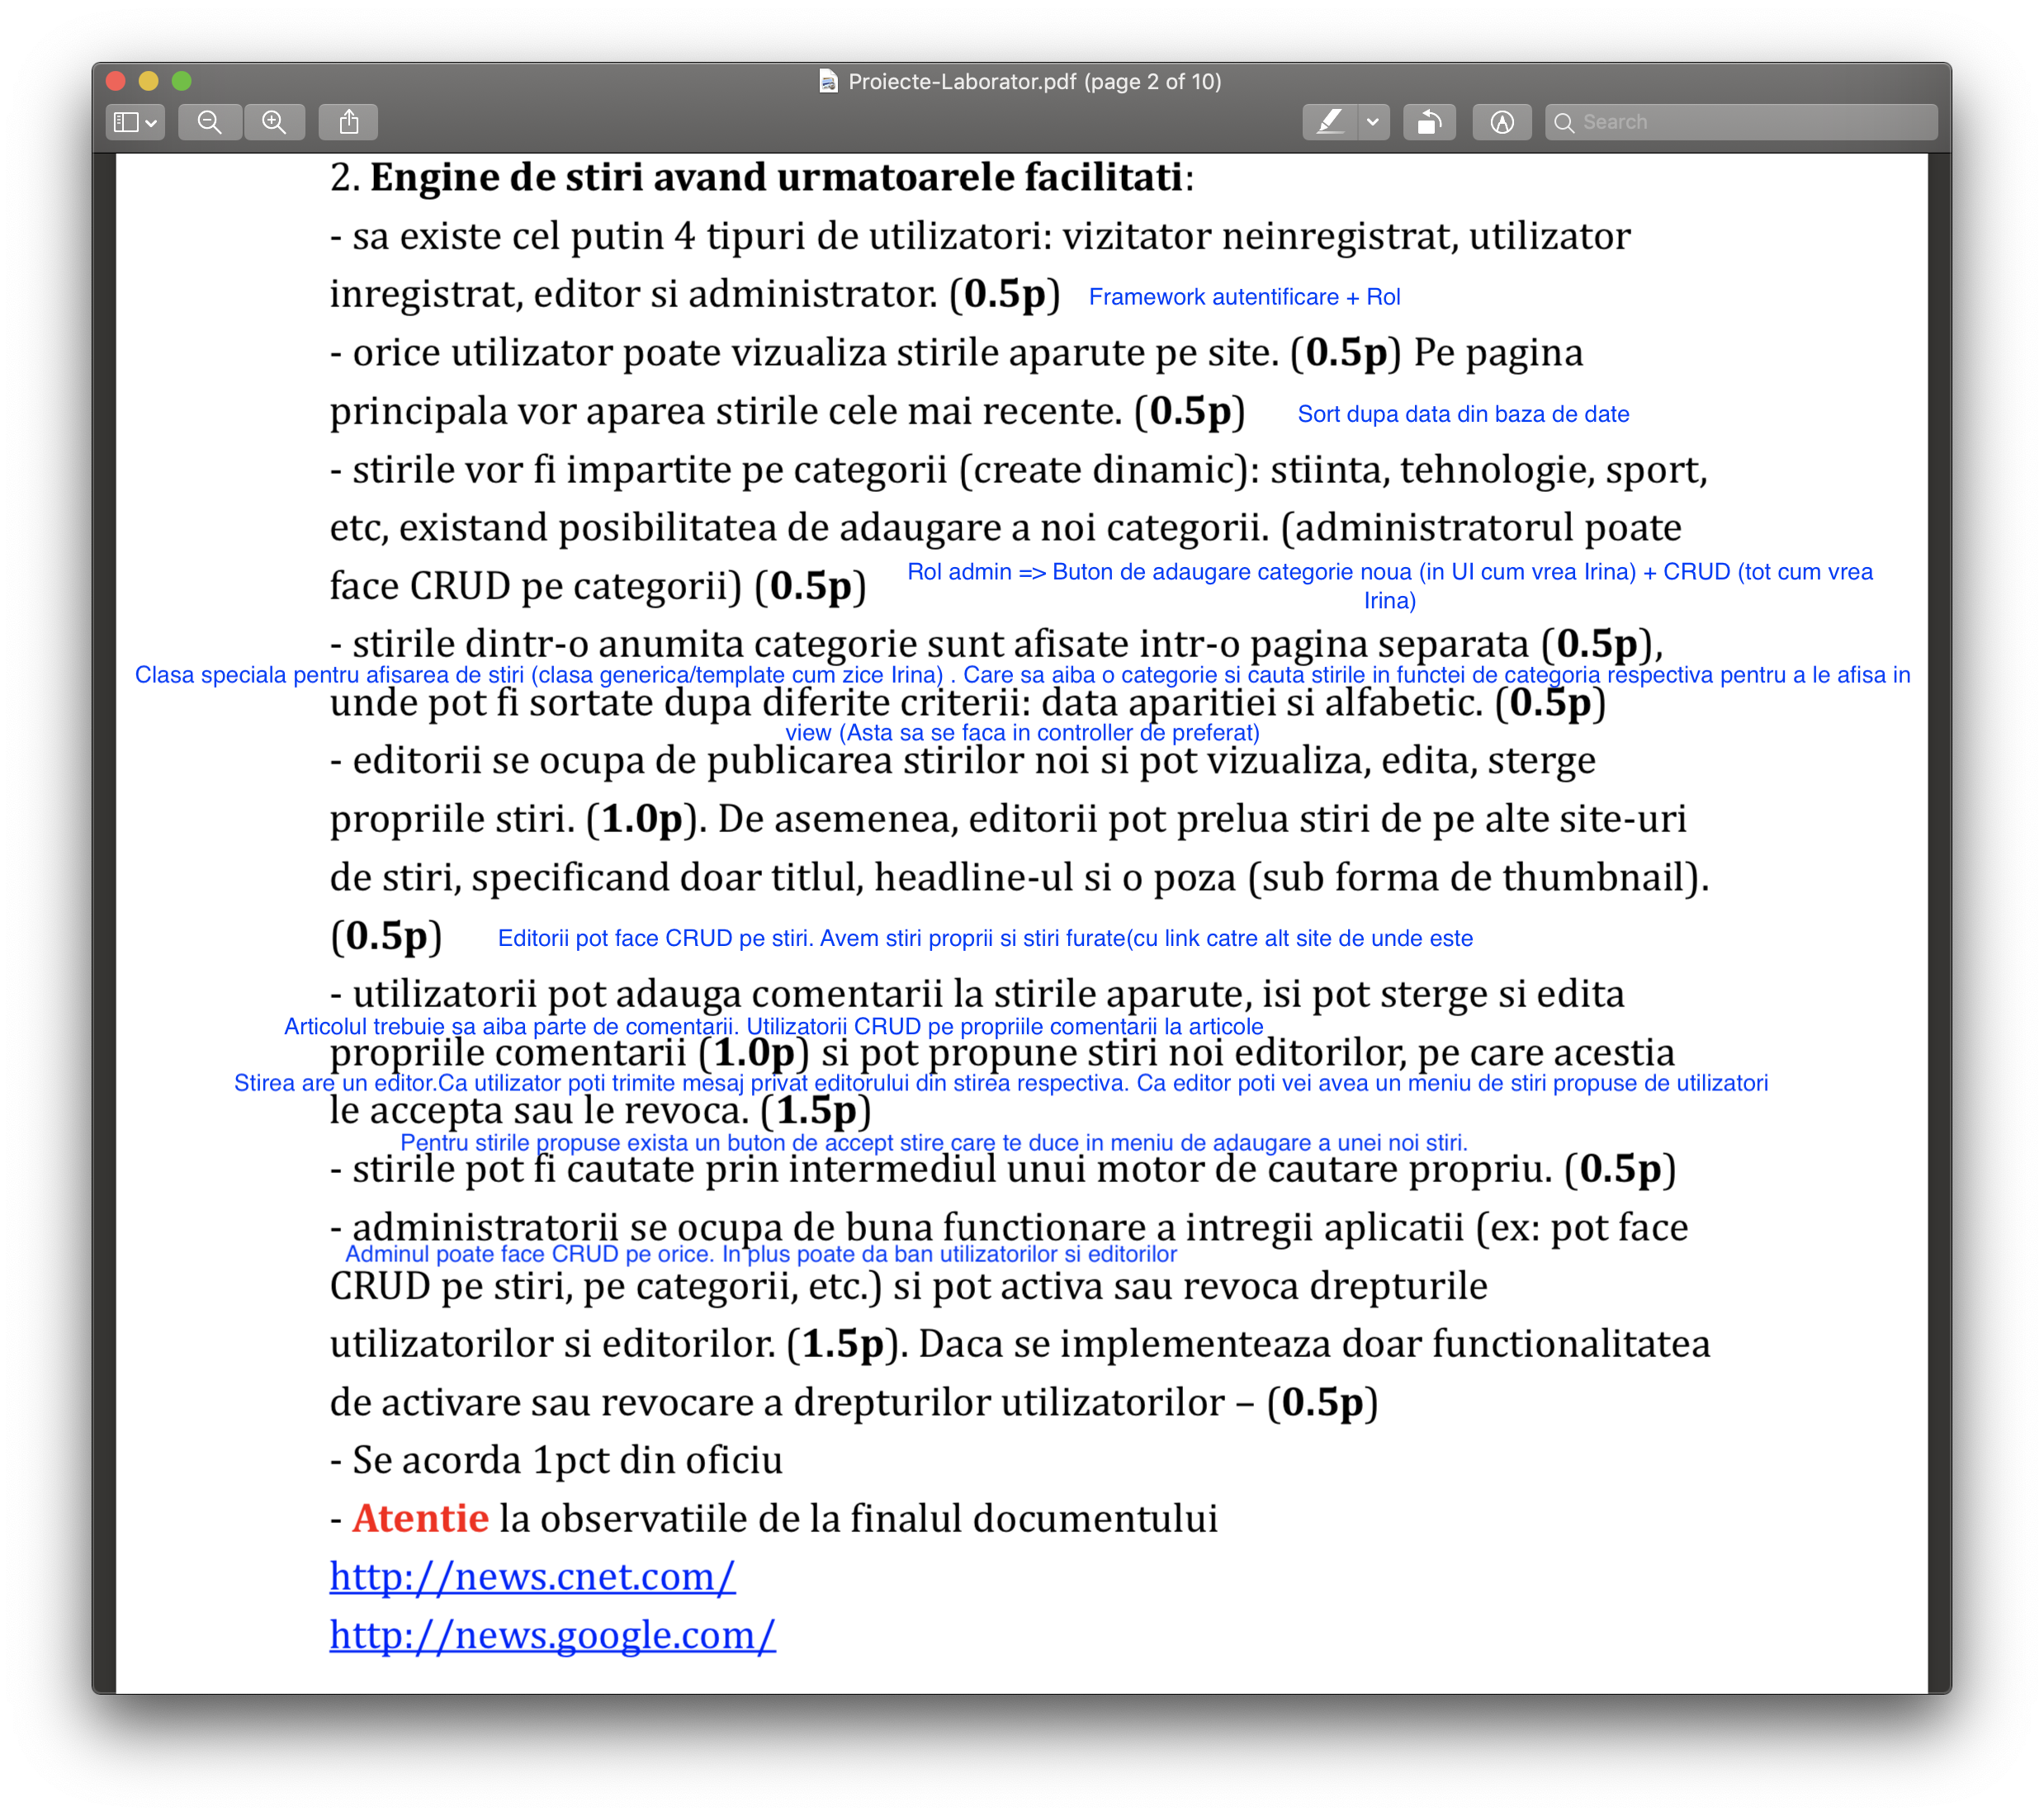 Proiecte-Laborator.pdf (page 2 of 10)
Search
2. Engine de stiri avand urmatoarele facilitati:
- sa existe cel putin 4 tipuri de utilizatori: vizitator neinregistrat, utilizator
inregistrat, editor si administrator. (0.5p) Framework autentificare + Rol
- orice utilizator poate vizualiza stirile aparute pe site. (0.5p) Pe pagina
principala vor aparea stirile cele mai recente. (0.5p) Sort dupa data din baza de date
- stirile vor fi impartite pe categorii (create dinamic): stiinta, tehnologie, sport,
etc, existand posibilitatea de adaugare a noi categorii. (administratorul poate
face CRUD pe categorii) (0.5p) Rol admin => Buton de adaugare categorie noua (in UI cum vrea Irina) + CRUD (tot cum vrea
Irina)
- stirile dintr-o anumita categorie sunt afisate intr-o pagina separata (0.5p),
Clasa speciala pentru afisarea de stiri (clasa generica/template cum zice Irina) . Care sa aiba o categorie si cauta stirile in functei de categoria respectiva pentru a le afisa in
unde pot fi sortate dupa diferite criterii: data aparitiei si alfabetic. (0.5p)
view (Asta sa se faca in controller de preferat)
- editorii se ocupa de publicarea stirilor noi si pot vizualiza, edita, sterge
propriile stiri. (1.0p). De asemenea, editorii pot prelua stiri de pe alte site-uri
de stiri, specificand doar titlul, headline-ul si o poza (sub forma de thumbnail).
(0.5p) Editorii pot face CRUD pe stiri. Avem stiri proprii si stiri furate(cu link catre alt site de unde este
- utilizatorii pot adauga comentarii la stirile aparute, isi pot sterge si edita
Articolul trebuie sa aiba parte de comentarii. Utilizatorii CRUD pe propriile comentarii la articole
propriile comentarii (1.0p) si pot propune stiri noi editorilor, pe care acestia
Stirea are un editor.Ca utilizator poti trimite mesaj privat editorului din stirea respectiva. Ca editor poti vei avea un meniu de stiri propuse de utilizatori
le accepta sau le revoca. (1.5p)
Pentru stirile propuse exista un buton de accept stire care te duce in meniu de adaugare a unei noi stiri.
- stirile pot fi cautate prin intermediul unui motor de cautare propriu. (0.5p)
- administratorii se ocupa de buna functionare a intregii aplicatii (ex: pot face
Adminul poate face CRUD pe orice. In plus poate da ban utilizatorilor si editorilor
CRUD pe stiri, pe categorii, etc.) si pot activa sau revoca drepturile
utilizatorilor si editorilor. (1.5p). Daca se implementeaza doar functionalitatea
de activare sau revocare a drepturilor utilizatorilor – (0.5p)
- Se acorda 1pct din oficiu
- Atentie la observatiile de la finalul documentului
http://news.cnet.com/
http://news.google.com/